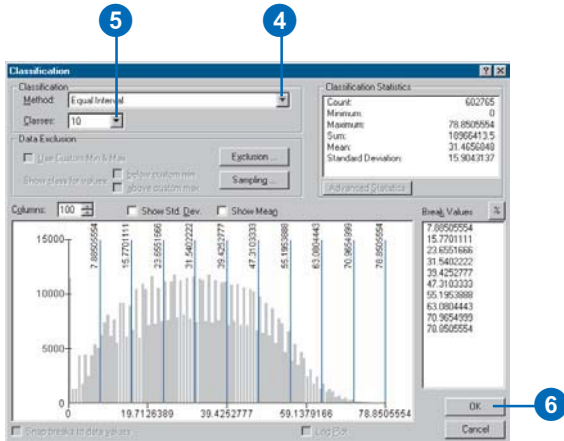 5
4
Classification
Classification
Method: Equal Interval
Classes: 10
Data Exclusion
Use Custom Min & Max
Exclusion ...
Show class for values:
below custom min
above custom max
Sampling ...
Classification Statistics
Count: 602765
Minimum: 0
Maximum: 78.8505554
Sum: 18966413.5
Mean: 31.4656848
Standard Deviation: 15.9043137
Advanced Statistics
Columns: 100
Show Std. Dev.
Show Mean
Break Values
%
7.88505554
15.7701111
23.6551666
31.5402222
39.4252777
47.3103333
55.1953888
63.0804443
70.9654999
78.8505554
15000
10000
5000
0
7.88505554
15.7701111
23.6551666
31.5402222
39.4252777
47.3103333
55.1953888
63.0804443
70.9654999
78.8505554
0
19.7126389
39.4252777
59.1379166
78.8505554
OK
6
Cancel
Snap breaks to data values
Log Plot